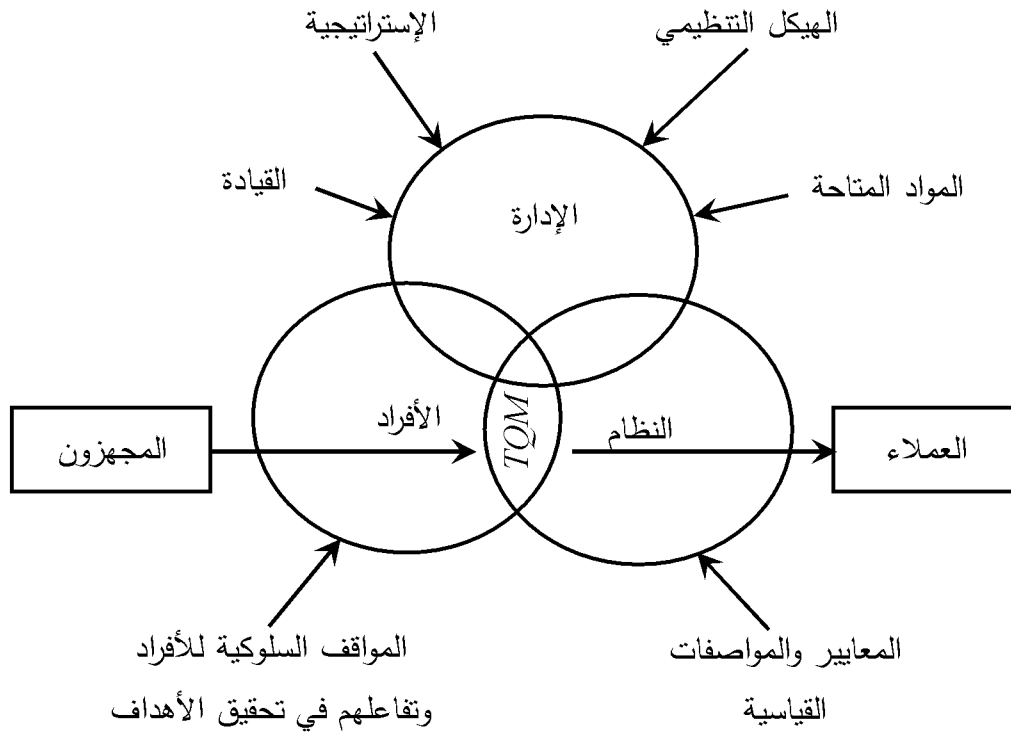 الهيكل التنظيمي
الإستراتيجية
المواد المتاحة
القيادة
الإدارة
العملاء
النظام
TQM
الأفراد
المجهزون
المعايير والمواصفات
القياسية
المواقف السلوكية للأفراد
وتفاعلهم في تحقيق الأهداف